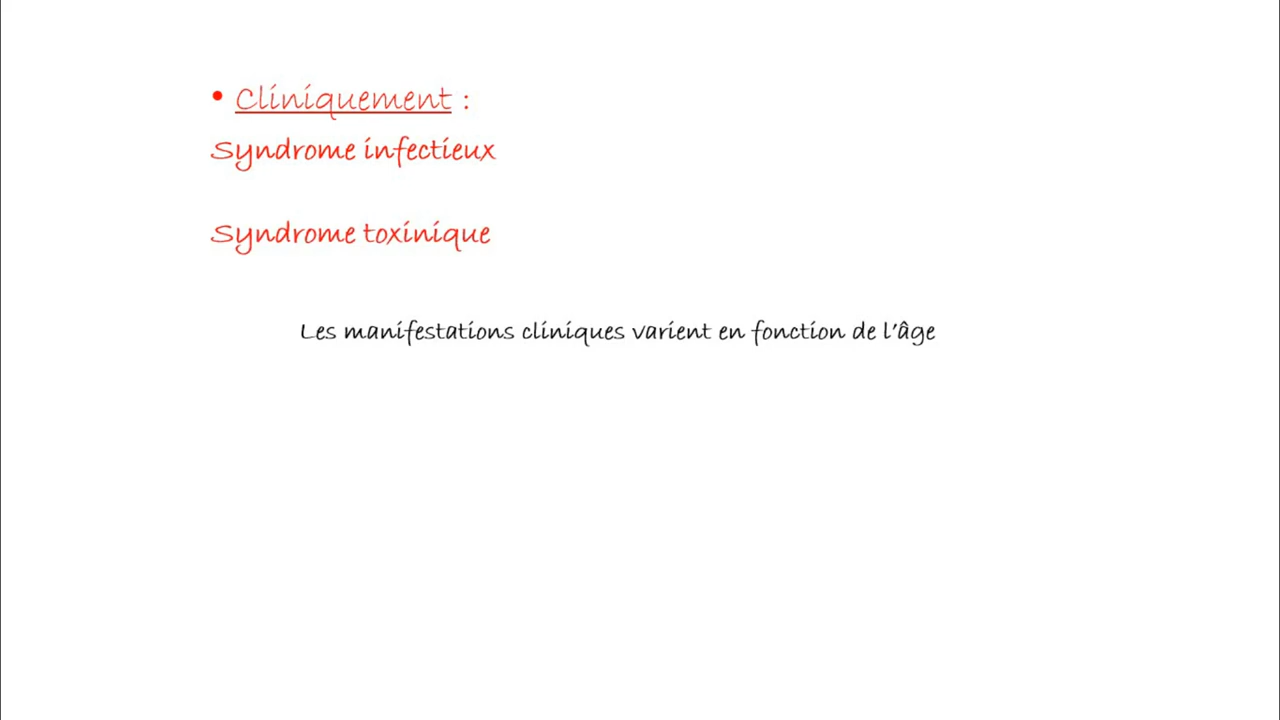 • Cliniquement :
Syndrome infectieux
Syndrome toxinique
Les manifestations cliniques varient en fonction de l'âge